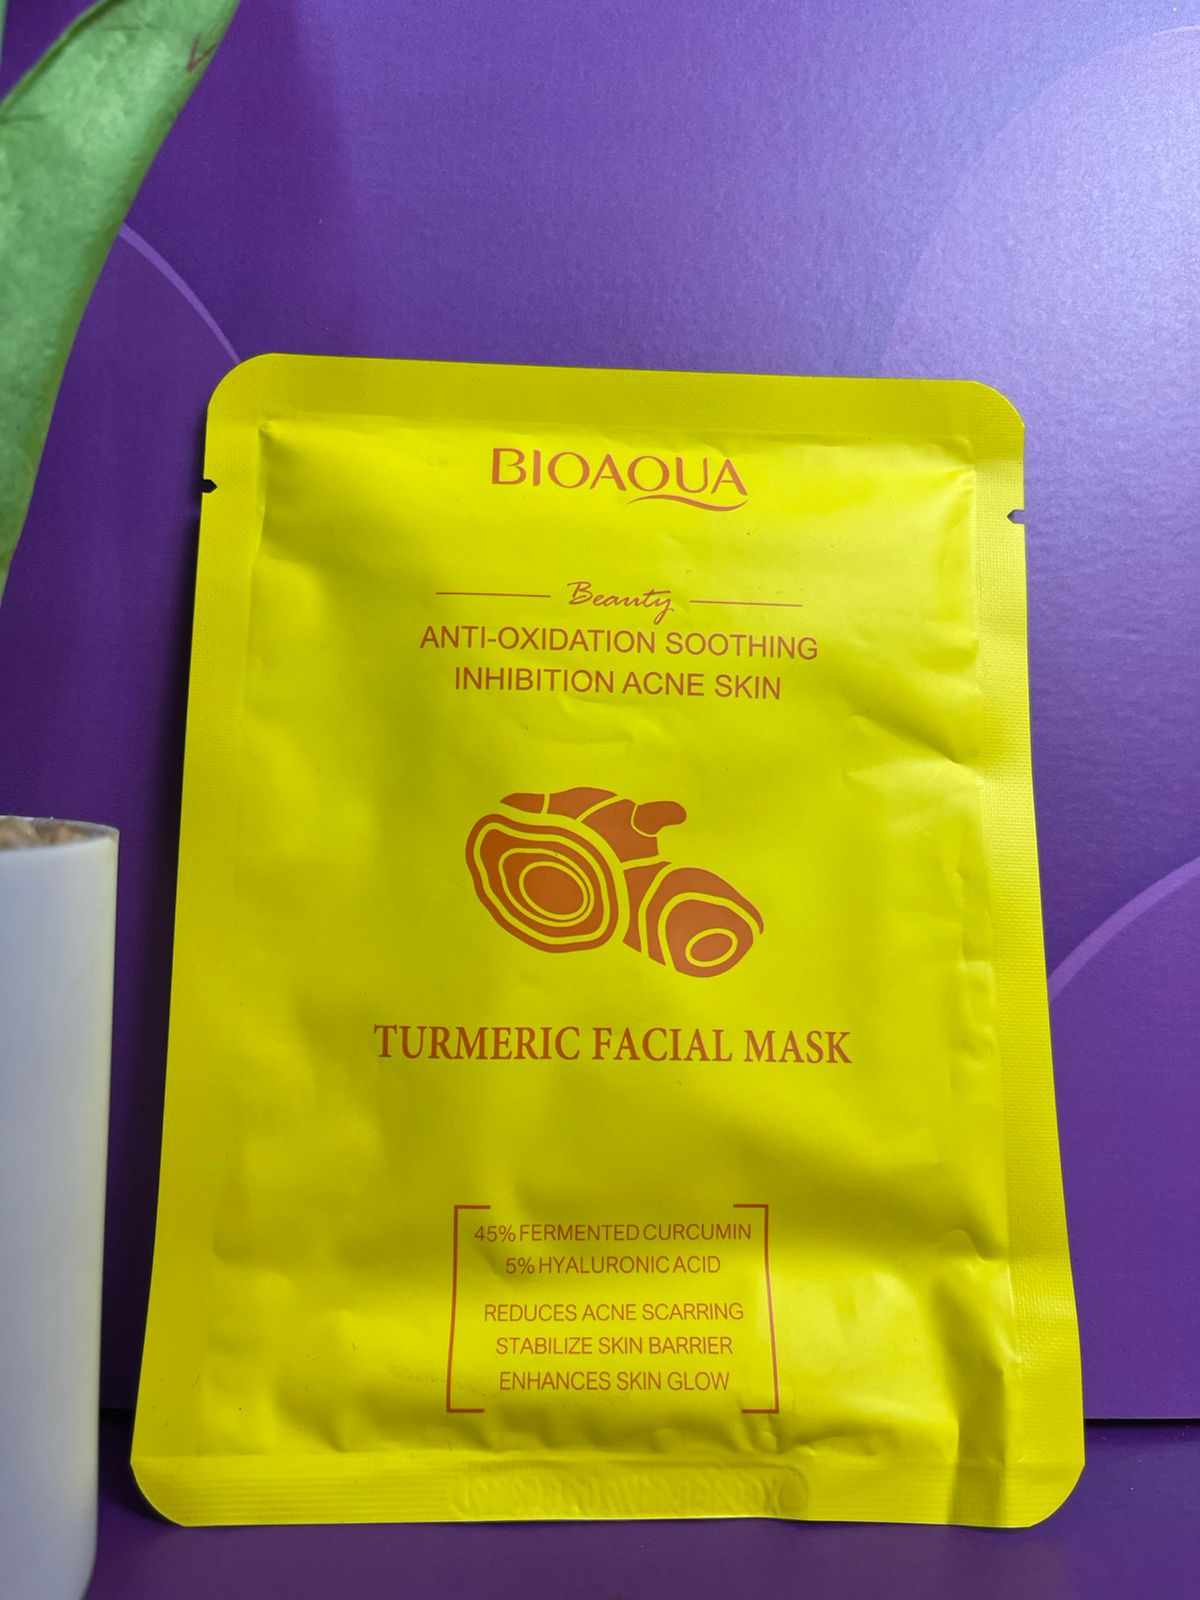 BIOAQUA
Beauty
ANTI-OXIDATION SOOTHING
INHIBITION ACNE SKIN
TURMERIC FACIAL MASK
45% FERMENTED CURCUMIN
5% HYALURONIC ACID
REDUCES ACNE SCARRING
STABILIZE SKIN BARRIER
ENHANCES SKIN GLOW